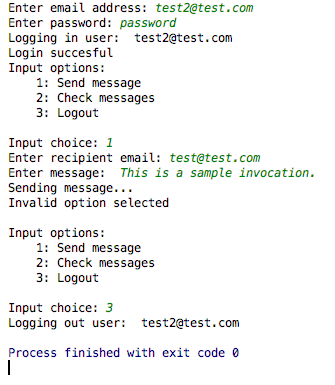 Enter email address: test2@test.com
Enter password: password
Logging in user:  test2@test.com
Login succesful
Input options:
    1: Send message
    2: Check messages
    3: Logout

Input choice: 1
Enter recipient email: test@test.com
Enter message:  This is a sample invocation.
Sending message...
Invalid option selected

Input options:
    1: Send message
    2: Check messages
    3: Logout

Input choice: 3
Logging out user:  test2@test.com

Process finished with exit code 0